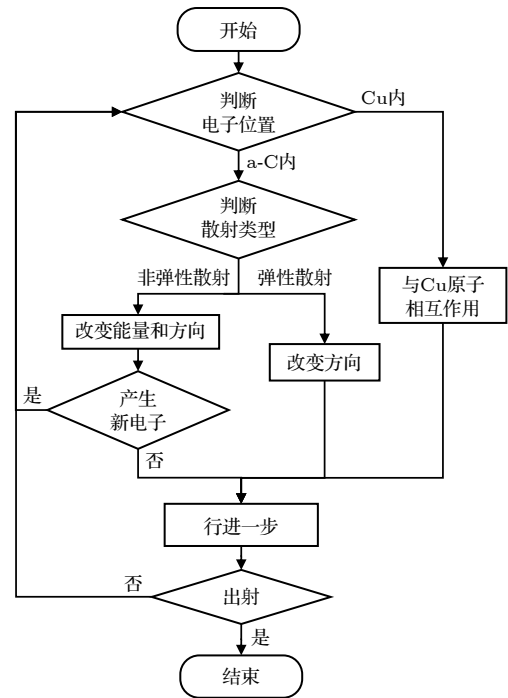 开始
判断
电子位置
Cu内
a-C内
判断
散射类型
非弹性散射
弹性散射
与Cu原子
相互作用
改变能量和方向
改变方向
是
产生
新电子
否
行进一步
否
出射
是
结束